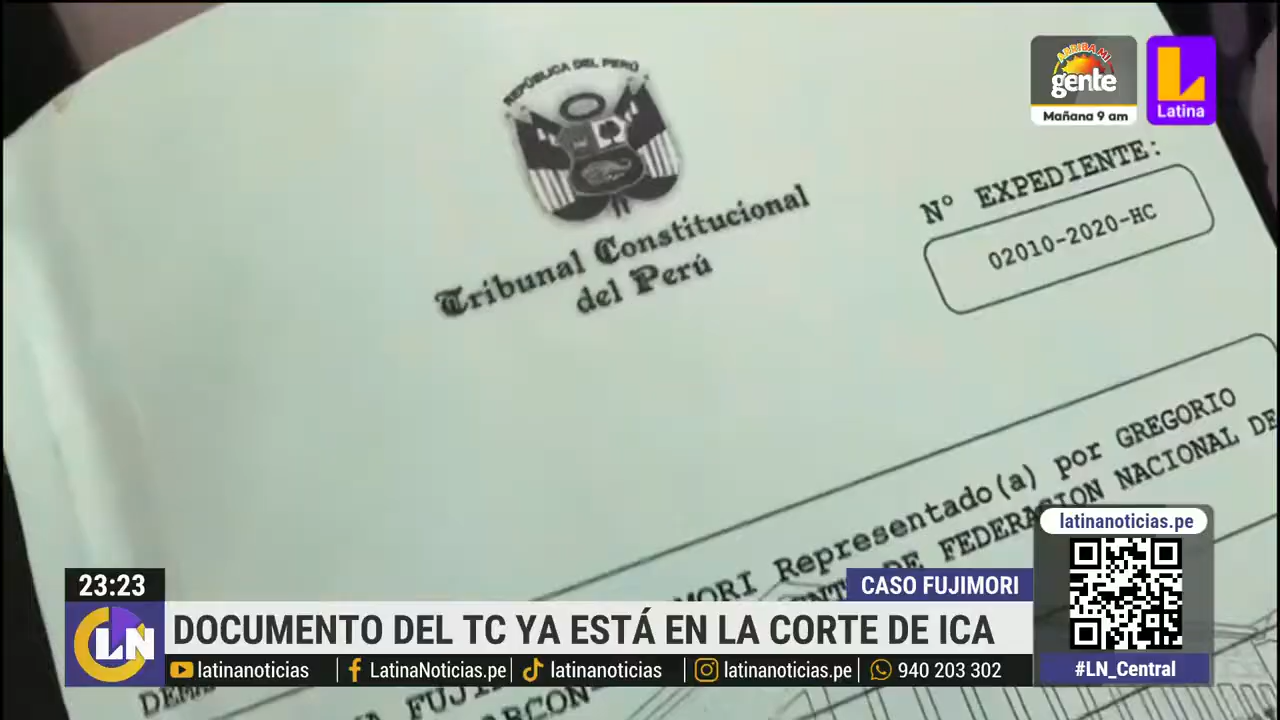 REPÚBLICA DEL PERÚ
Tribunal Constitucional
del Perú
N° EXPEDIENTE:
02010-2020-HC
ARRIBA MI
gente
Mañana 9 am
L
Latina
Representado(a) por GREGORIO
DE FEDERACION NACIONAL DE
latinanoticias.pe
23:23
CASO FUJIMORI
LN
DOCUMENTO DEL TC YA ESTÁ EN LA CORTE DE ICA
latinanoticias
LatinaNoticias.pe
latinanoticias
latinanoticias.pe
940 203 302
#LN_Central